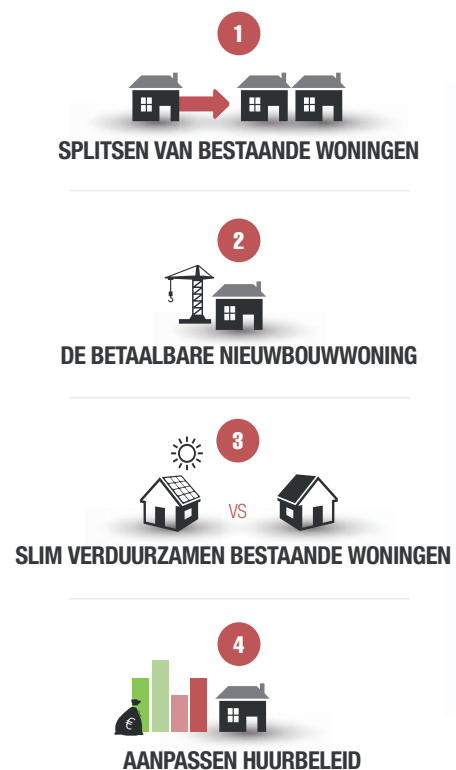 1
SPLITSEN VAN BESTAANDE WONINGEN
2
DE BETAALBARE NIEUWBOUWWONING
3
VS
SLIM VERDUURZAMEN BESTAANDE WONINGEN
4
€
AANPASSEN HUURBELEID